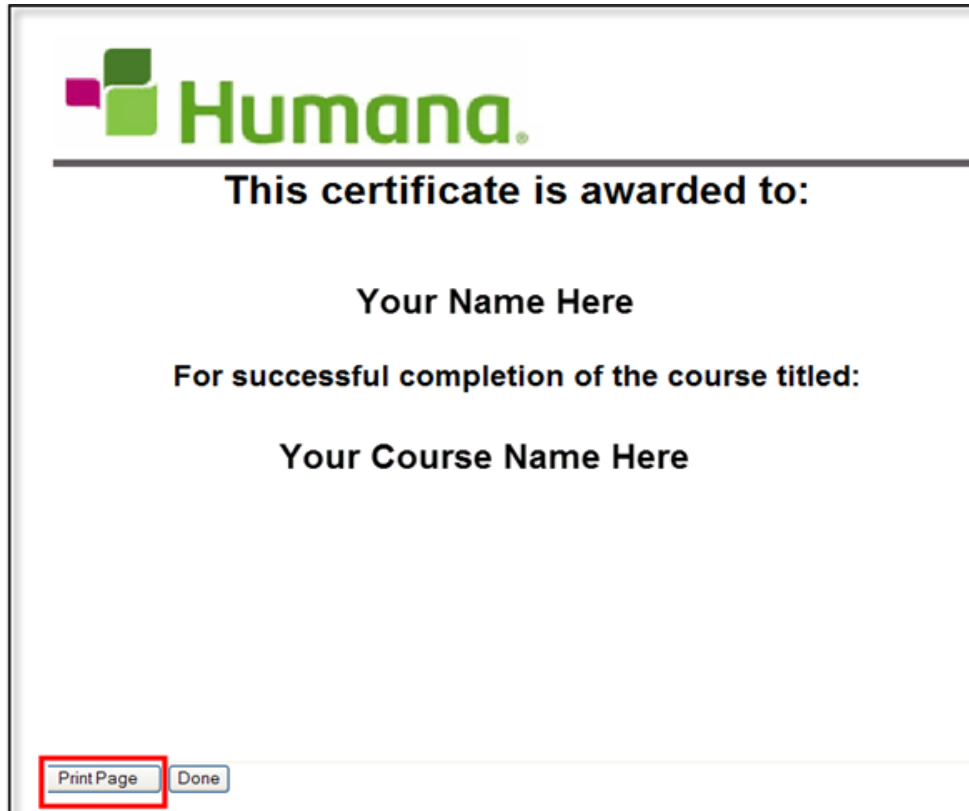 Humana®
This certificate is awarded to:
Your Name Here
For successful completion of the course titled:
Your Course Name Here
Print Page Done